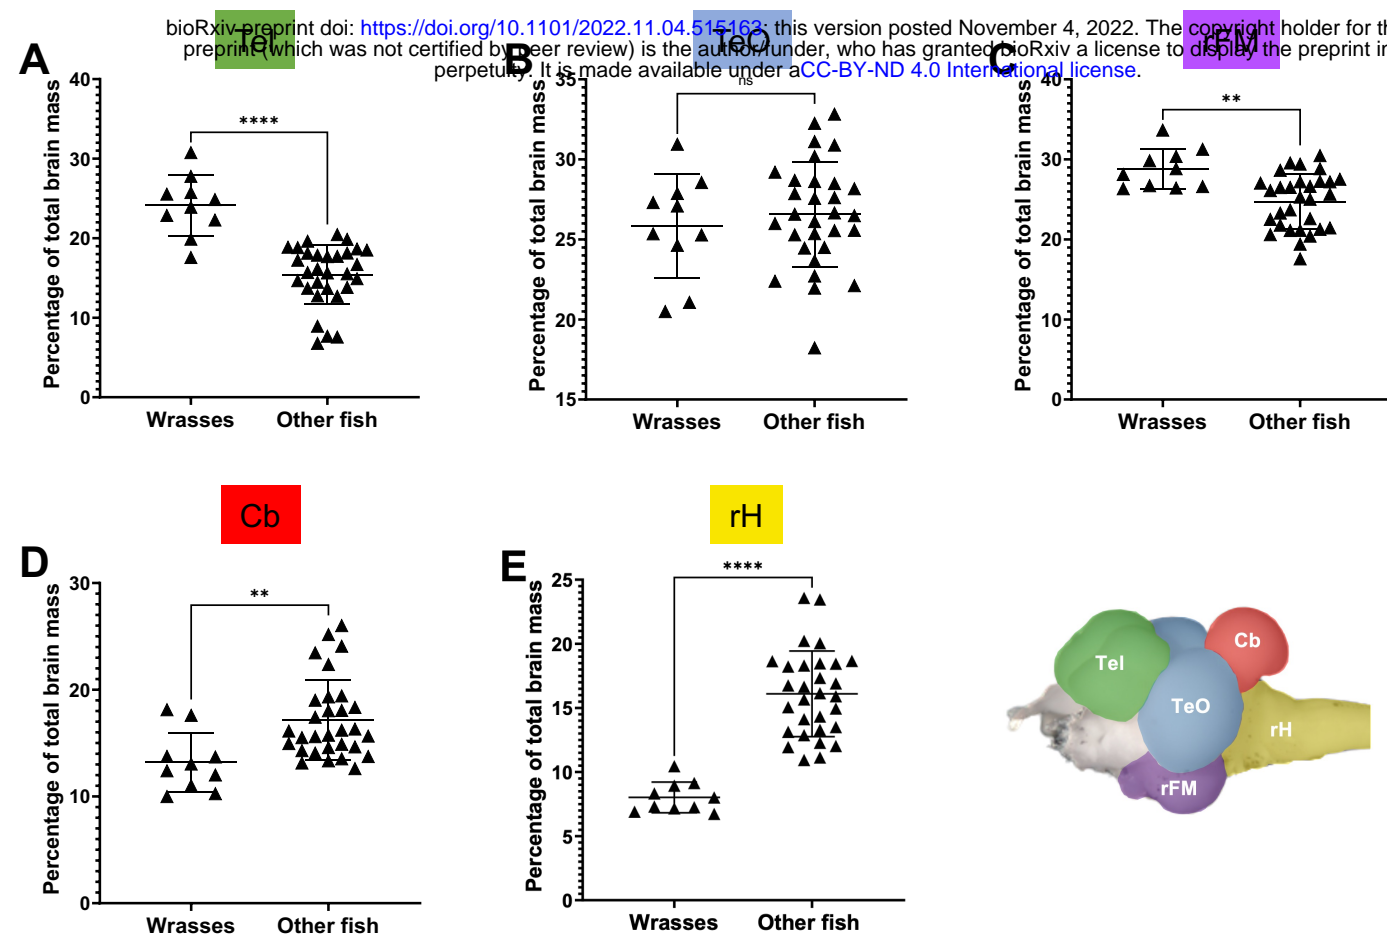 bioRxiv preprint doi: https://doi.org/10.1101/2022.11.04.515163; this version posted November 4, 2022. The copyright holder for th
preprint (which was not certified by peer review) is the author/funder, who has granted bioRxiv a license to display the preprint in
perpetuity. It is made available under aCC-BY-ND 4.0 International license.
Tel
TeO
rFM
A
B
C
Percentage of total brain mass
40
30
20
10
0
****
Wrasses
Other fish
Percentage of total brain mass
35
30
25
20
15
ns
Wrasses
Other fish
Percentage of total brain mass
40
30
20
10
0
**
Wrasses
Other fish
Cb
rH
D
E
Percentage of total brain mass
30
20
10
0
**
Wrasses
Other fish
Percentage of total brain mass
25
20
15
10
5
0
****
Wrasses
Other fish
Tel
TeO
Cb
rH
rFM